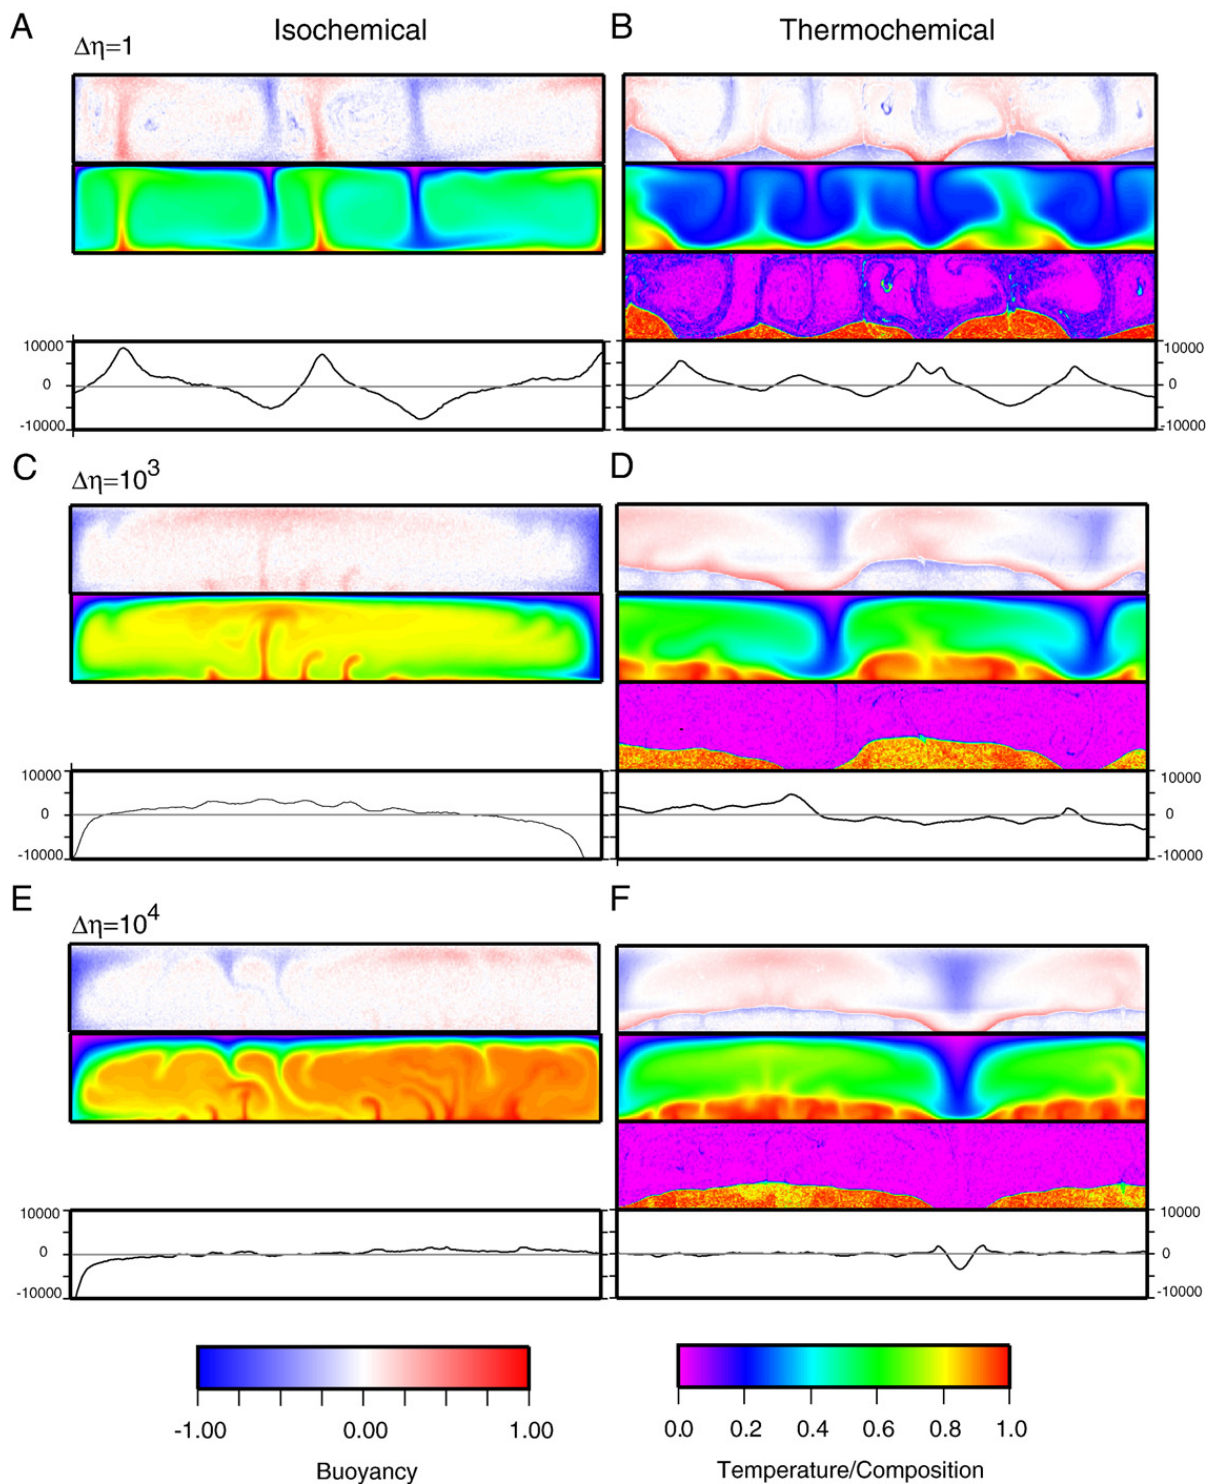 A Isochemical B Thermochemical
Δη=1
10000 10000
0 0
-10000 -10000
C D
Δη=10³
10000 10000
0 0
-10000 -10000
E F
Δη=10⁴
10000 10000
0 0
-10000 -10000
-1.00 0.00 1.00 0.0 0.2 0.4 0.6 0.8 1.0
Buoyancy Temperature/Composition